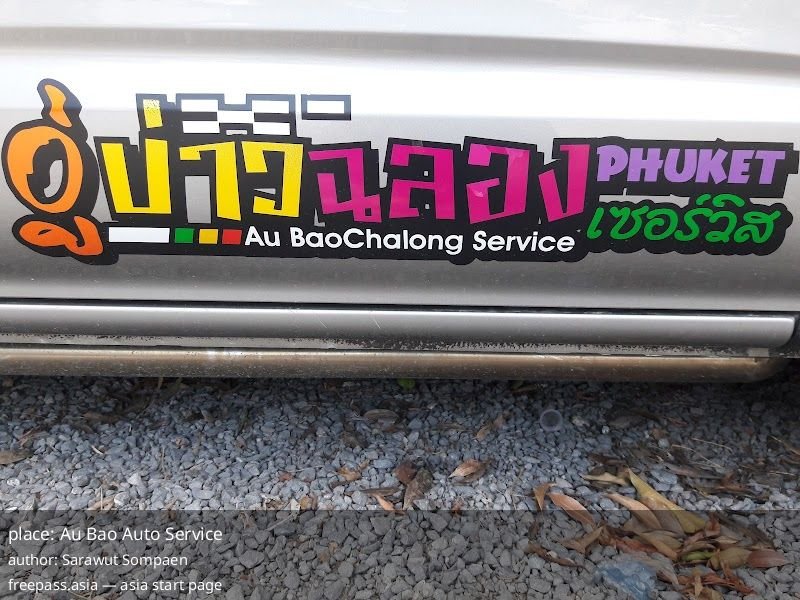 อู่บ่าวฉลอง PHUKET
Au BaoChalong Service เซอร์วิส
place: Au Bao Auto Service
author: Sarawut Sompaen
freepass.asia — asia start page